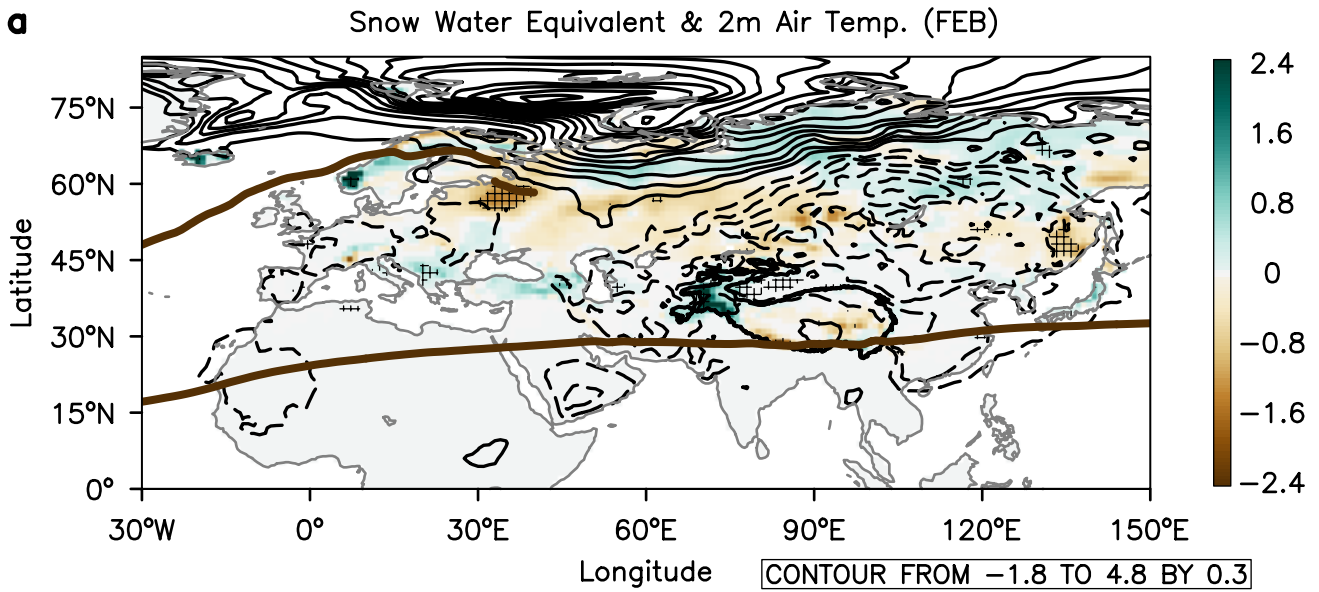 a
Snow Water Equivalent & 2m Air Temp. (FEB)
75°N
60°N
45°N
30°N
15°N
0°
Latitude
30°W 0° 30°E 60°E 90°E 120°E 150°E
Longitude
CONTOUR FROM −1.8 TO 4.8 BY 0.3
2.4
1.6
0.8
0
−0.8
−1.6
−2.4